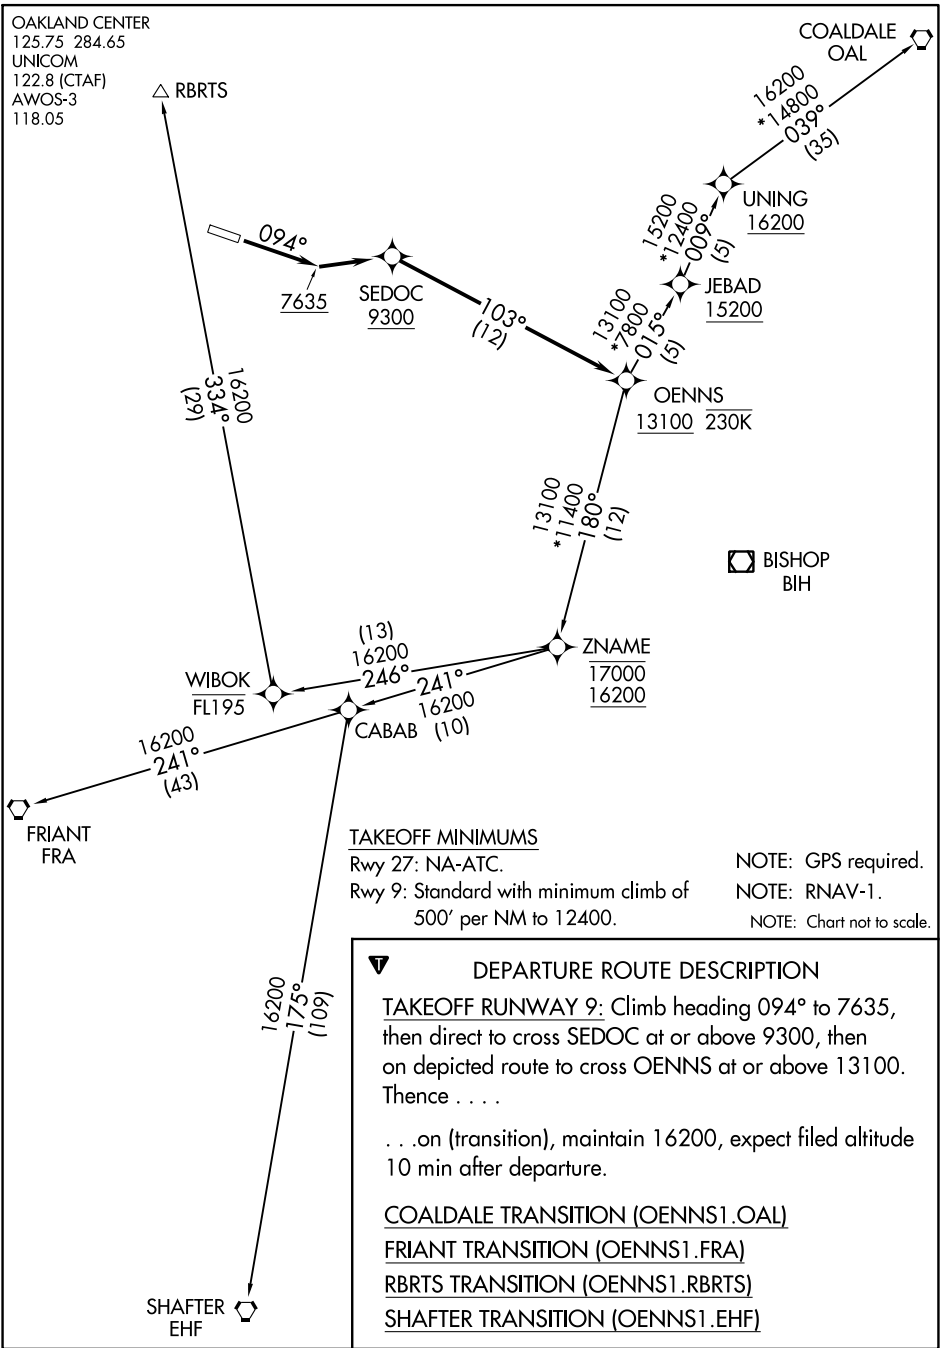 OAKLAND CENTER
125.75 284.65
UNICOM
122.8 (CTAF)
AWOS-3
118.05
RBRTS
COALDALE
OAL
16200
*14800
039°
(35)
UNING
16200
15200
*12400
009°
(5)
JEBAD
15200
094°
7635
SEDOC
9300
103°
(12)
13100
*7800
015°
(5)
OENNS
13100 230K
16200
334°
(29)
13100
*11400
180°
(12)
BISHOP
BIH
ZNAME
17000
16200
(13)
16200
246°
WIBOK
FL195
241°
16200
(10)
CABAB
16200
241°
(43)
FRIANT
FRA
16200
175°
(109)
SHAFTER
EHF
TAKEOFF MINIMUMS
Rwy 27: NA-ATC.
Rwy 9: Standard with minimum climb of
500' per NM to 12400.
NOTE: GPS required.
NOTE: RNAV-1.
NOTE: Chart not to scale.
T
DEPARTURE ROUTE DESCRIPTION
TAKEOFF RUNWAY 9: Climb heading 094° to 7635,
then direct to cross SEDOC at or above 9300, then
on depicted route to cross OENNS at or above 13100.
Thence . . . .
. . .on (transition), maintain 16200, expect filed altitude
10 min after departure.
COALDALE TRANSITION (OENNS1.OAL)
FRIANT TRANSITION (OENNS1.FRA)
RBRTS TRANSITION (OENNS1.RBRTS)
SHAFTER TRANSITION (OENNS1.EHF)